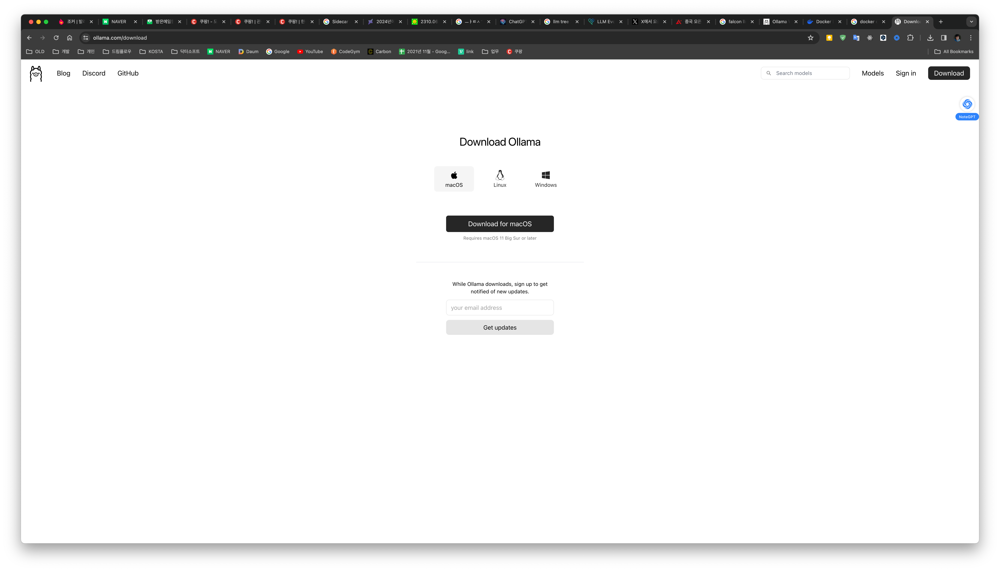 조커 | 발
NAVER
받은메일
쿠팡! - 도
쿠팡! | 관
쿠팡! | 한
Sidecar
2024년
2310.06
ㅡㅑㅌㅅ
ChatGP
llm tree
LLM Evo
X에서 요
중국 오픈
falcon ll
Ollama
Docker
docker
Downloa
ollama.com/download
OLD
개발
개인
드림플로우
KOSTA
닥터소프트
NAVER
Daum
Google
YouTube
CodeGym
Carbon
2021년 11월 - Goog...
link
업무
쿠팡
All Bookmarks
Blog
Discord
GitHub
Search models
Models
Sign in
Download
NoteGPT
Download Ollama
macOS
Linux
Windows
Download for macOS
Requires macOS 11 Big Sur or later
While Ollama downloads, sign up to get
notified of new updates.
your email address
Get updates